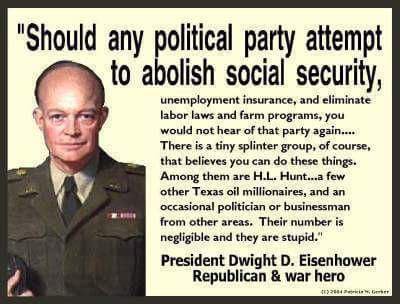 "Should any political party attempt
to abolish social security,
unemployment insurance, and eliminate
labor laws and farm programs, you
would not hear of that party again....
There is a tiny splinter group, of course,
that believes you can do these things.
Among them are H.L. Hunt...a few
other Texas oil millionaires, and an
occasional politician or businessman
from other areas.  Their number is
negligible and they are stupid."
President Dwight D. Eisenhower
Republican & war hero
(c) 2004 Patricia W. Gerber